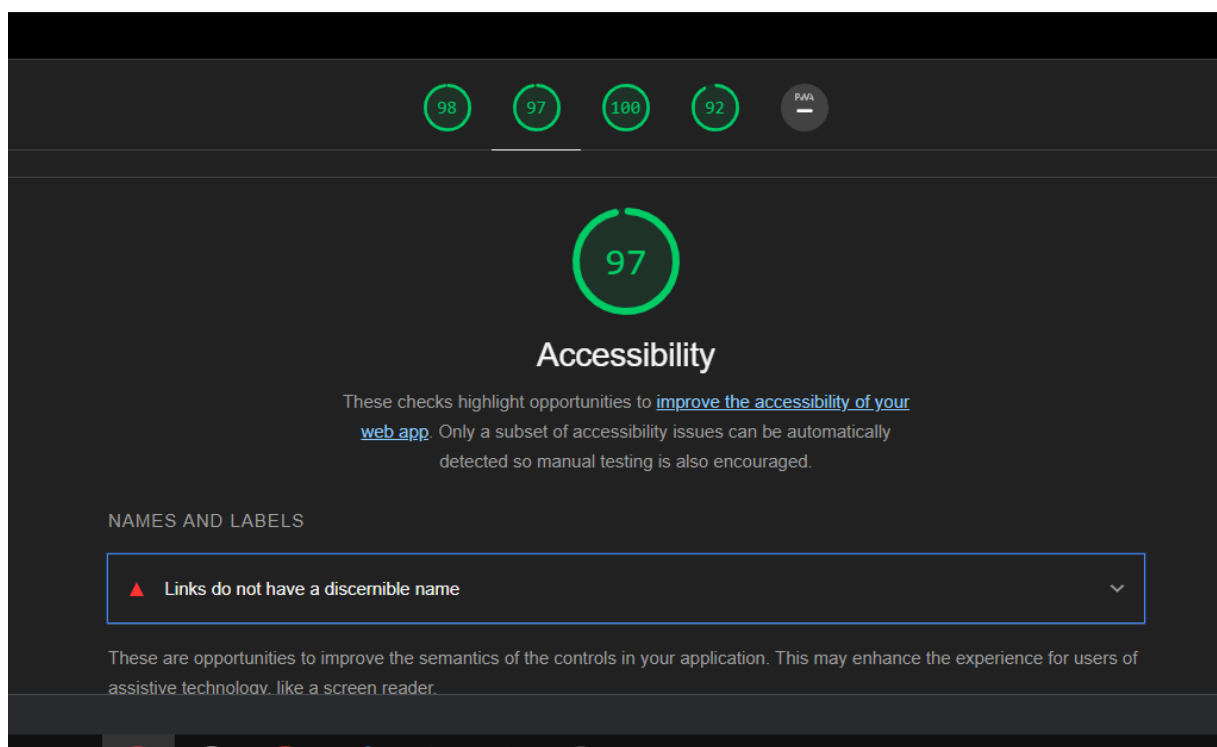 98 97 100 92 PWA
97
Accessibility
These checks highlight opportunities to improve the accessibility of your
web app. Only a subset of accessibility issues can be automatically
detected so manual testing is also encouraged.
NAMES AND LABELS
Links do not have a discernible name
These are opportunities to improve the semantics of the controls in your application. This may enhance the experience for users of
assistive technology, like a screen reader.